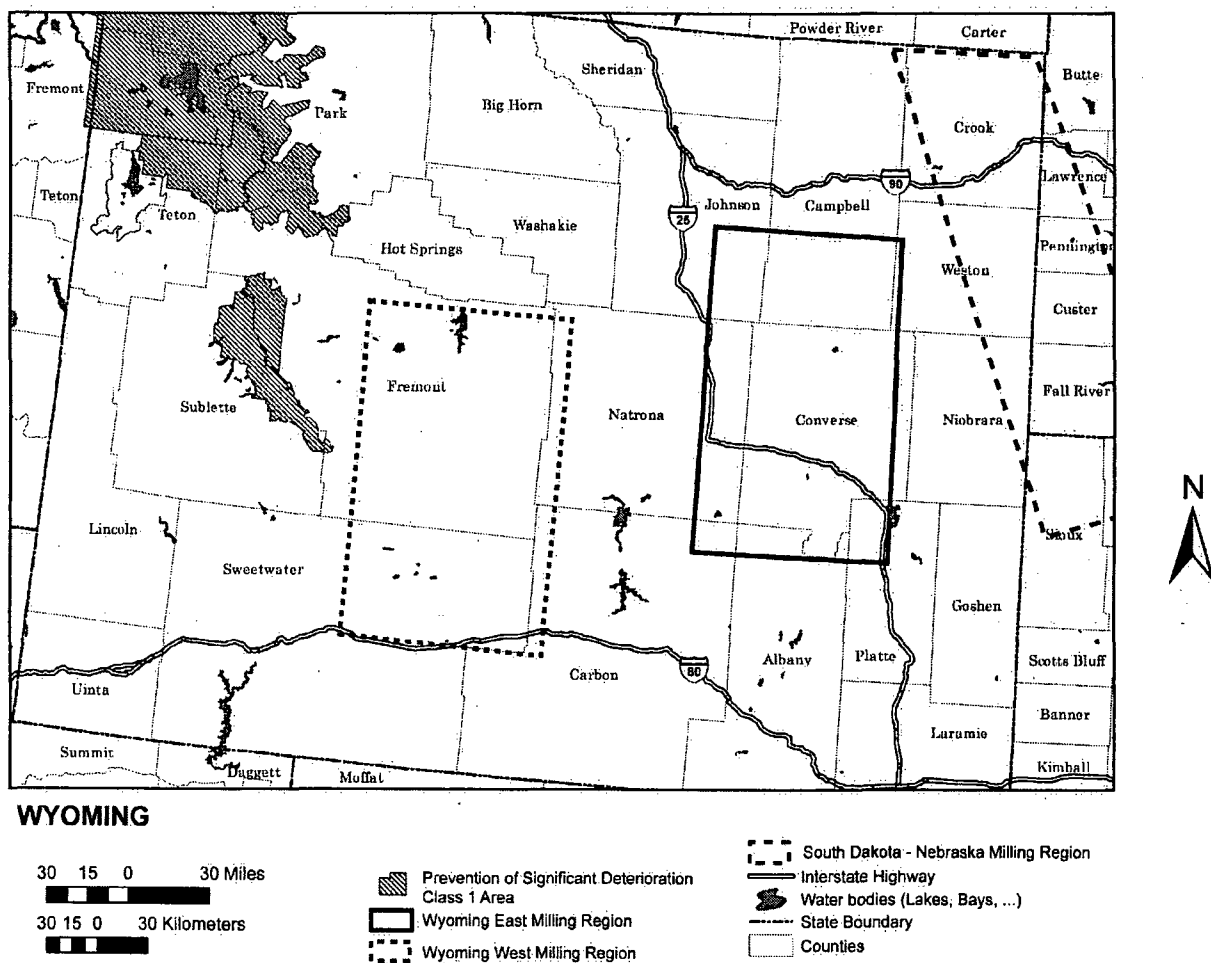 Powder River
Carter
Sheridan
Butte
Fremont
Park
Big Horn
Crook
Lawrence
Teton
Teton
90
Johnson
Campbell
25
Washakie
Hot Springs
Pennington
Weston
Custer
Fremont
Fall River
Sublette
Natrona
Converse
Niobrara
N
Lincoln
Sioux
Sweetwater
Goshen
Albany
Platte
Scotts Bluff
80
Carbon
Uinta
Banner
Laramie
Summit
Kimball
Daggett
Moffat
WYOMING
30 15 0 30 Miles
30 15 0 30 Kilometers
Prevention of Significant Deterioration
Class 1 Area
Wyoming East Milling Region
Wyoming West Milling Region
South Dakota - Nebraska Milling Region
Interstate Highway
Water bodies (Lakes, Bays, ...)
State Boundary
Counties